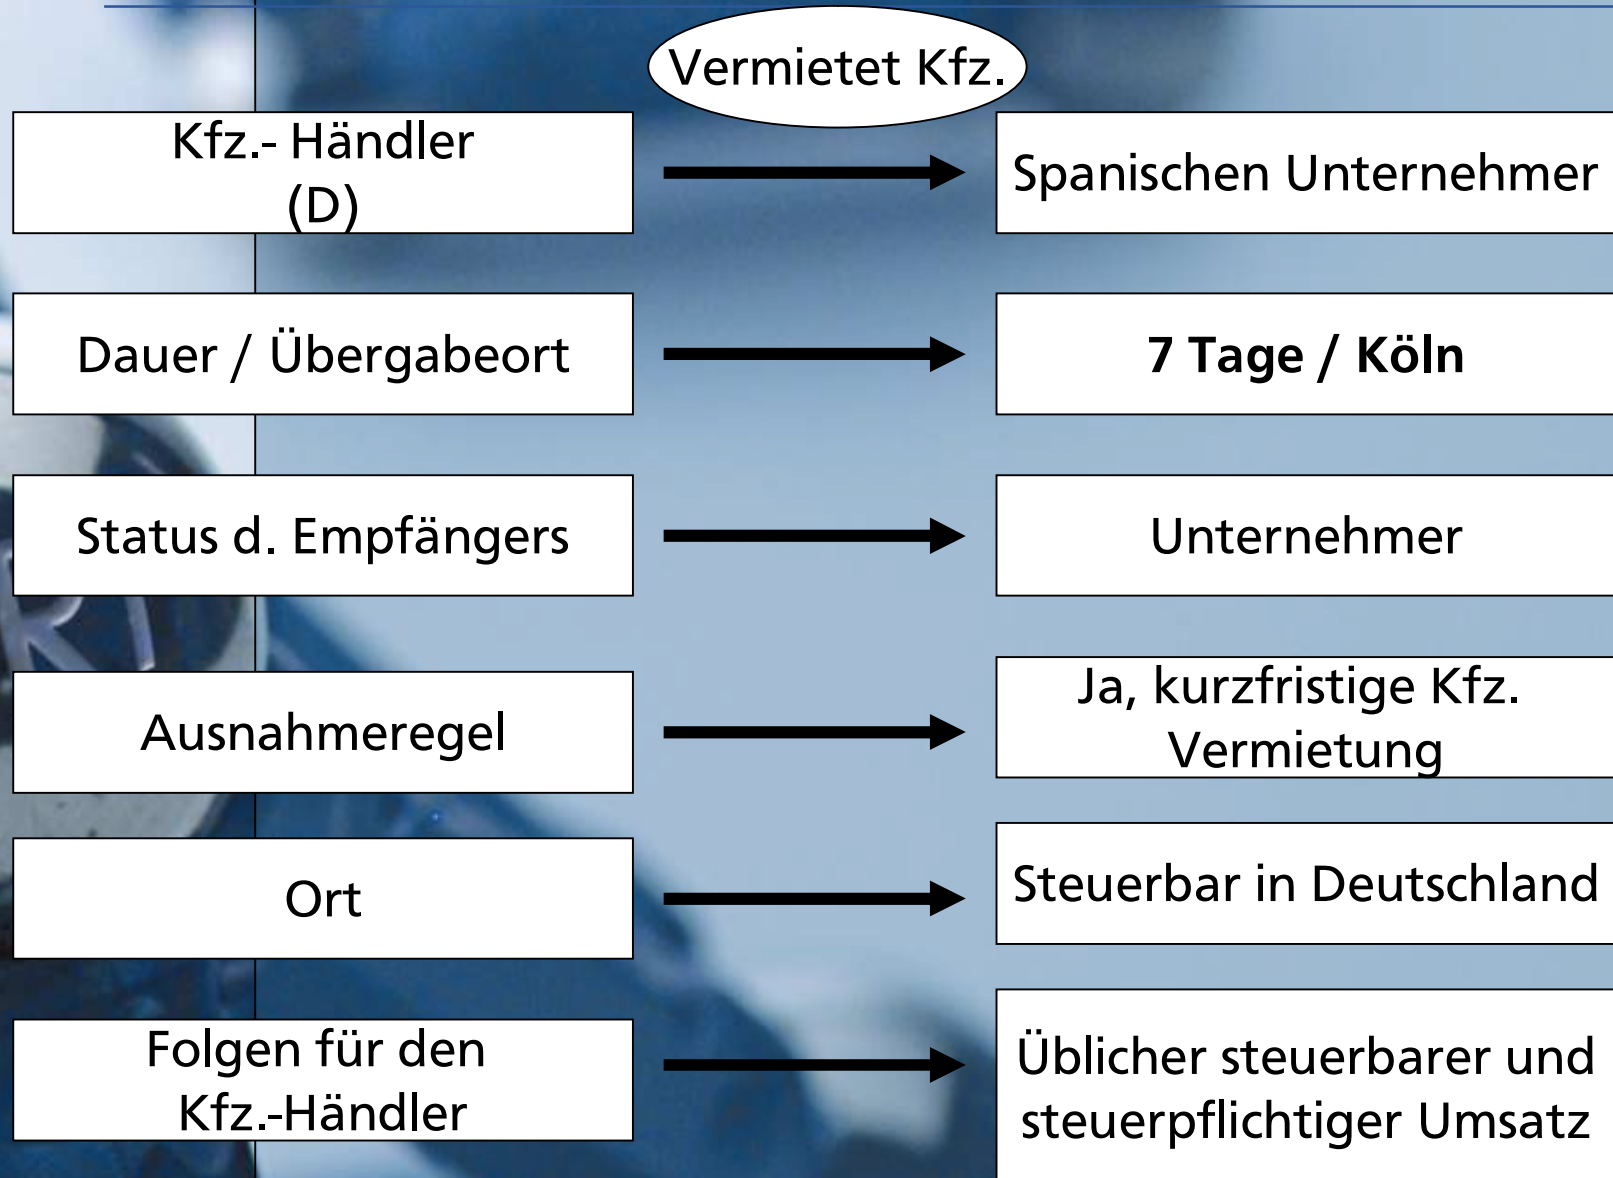 Vermietet Kfz.
Kfz.- Händler
(D)
Spanischen Unternehmer
Dauer / Übergabeort
7 Tage / Köln
Status d. Empfängers
Unternehmer
Ausnahmeregel
Ja, kurzfristige Kfz.
Vermietung
Ort
Steuerbar in Deutschland
Folgen für den
Kfz.-Händler
Üblicher steuerbarer und
steuerpflichtiger Umsatz